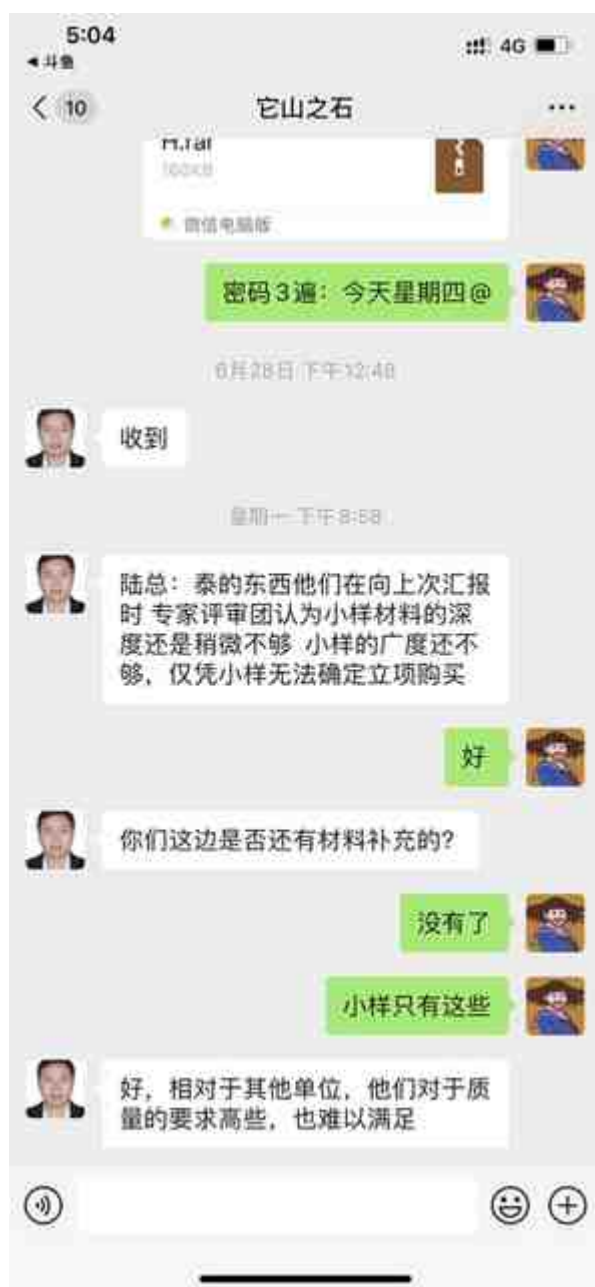 5:04
4G
斗鱼
10
它山之石
...
微信电脑版
密码3遍：今天星期四@
6月28日 下午12:48
收到
星期一 下午8:58
陆总：泰的东西他们在向上次汇报
时 专家评审团认为小样材料的深
度还是稍微不够 小样的广度还不
够，仅凭小样无法确定立项购买
好
你们这边是否还有材料补充的？
没有了
小样只有这些
好，相对于其他单位，他们对于质
量的要求高些，也难以满足